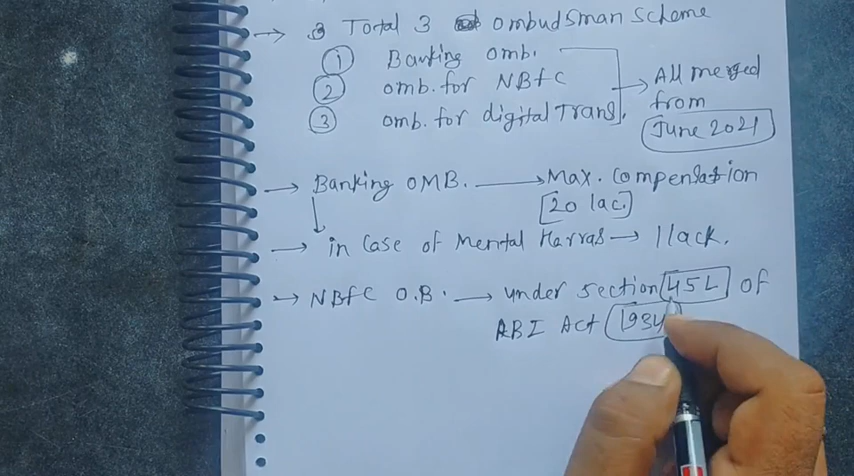 → 3 Total 3 ombudsman scheme
① Banking omb.
② omb. for NBFC → All merged
③ omb. for digital Trans. from
June 2021
→ Banking OMB. → Max. Compensation
[20 lac.]
→ in case of Mental Harras → 1 lack.
→ NBFC O.B. → under section 45L of
RBI Act 1934